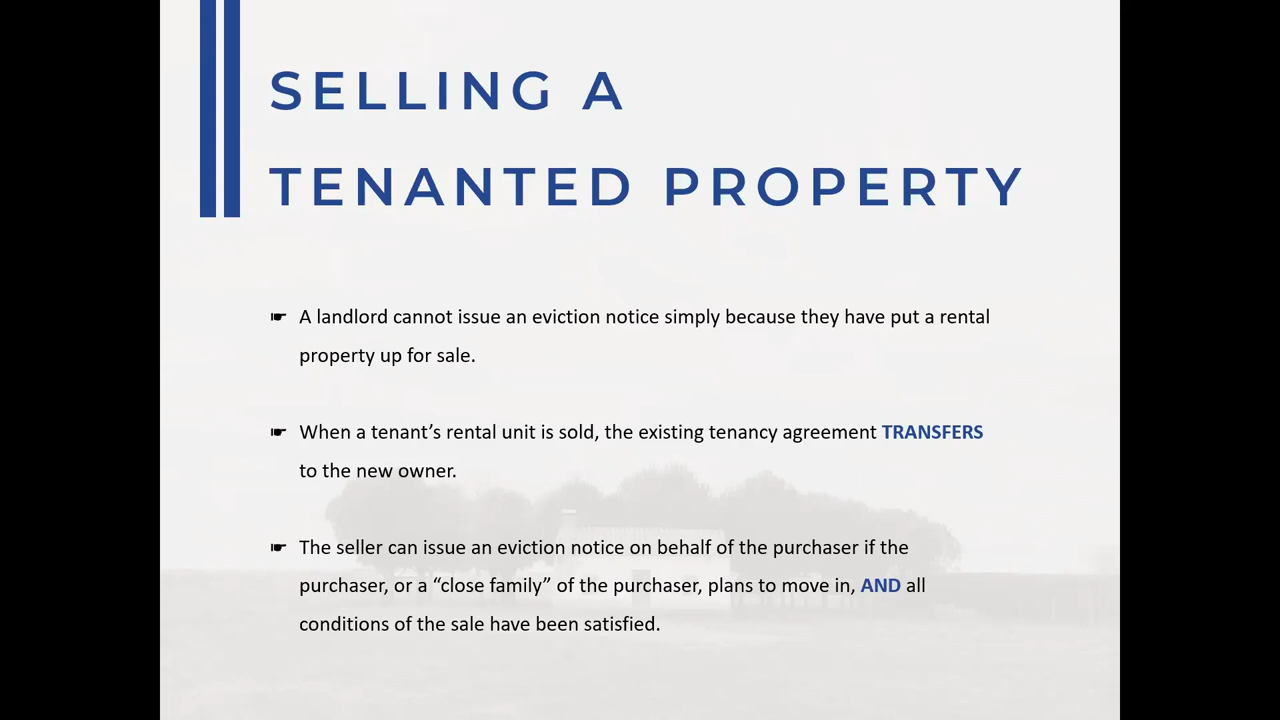 SELLING A
TENANTED PROPERTY
☛ A landlord cannot issue an eviction notice simply because they have put a rental
property up for sale.
☛ When a tenant’s rental unit is sold, the existing tenancy agreement TRANSFERS
to the new owner.
☛ The seller can issue an eviction notice on behalf of the purchaser if the
purchaser, or a “close family” of the purchaser, plans to move in, AND all
conditions of the sale have been satisfied.